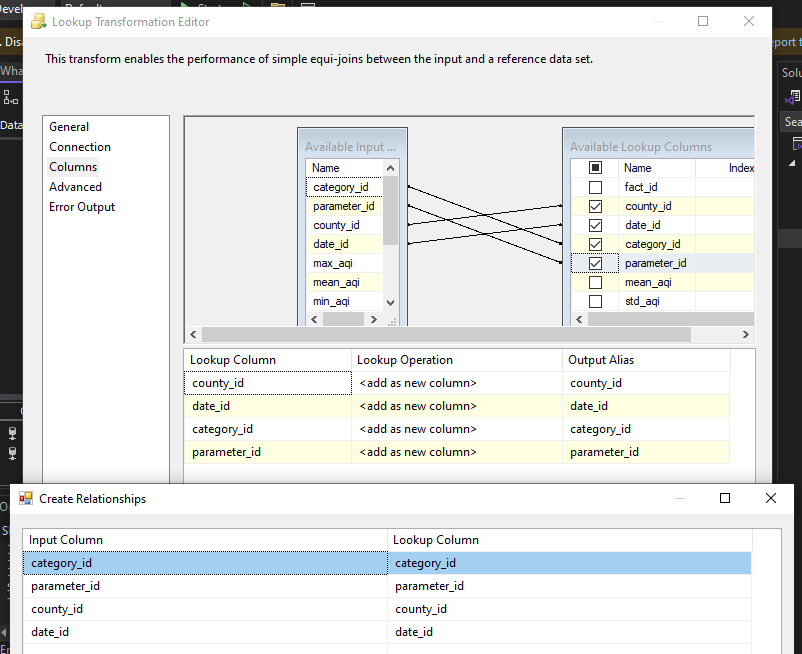 Lookup Transformation Editor
This transform enables the performance of simple equi-joins between the input and a reference data set.
General
Connection
Columns
Advanced
Error Output
Available Input ...
Name
category_id
parameter_id
county_id
date_id
max_aqi
mean_aqi
min_aqi
Available Lookup Columns
Name Index
fact_id
county_id
date_id
category_id
parameter_id
mean_aqi
std_aqi
Lookup Column Lookup Operation Output Alias
county_id <add as new column> county_id
date_id <add as new column> date_id
category_id <add as new column> category_id
parameter_id <add as new column> parameter_id
Create Relationships
Input Column Lookup Column
category_id category_id
parameter_id parameter_id
county_id county_id
date_id date_id